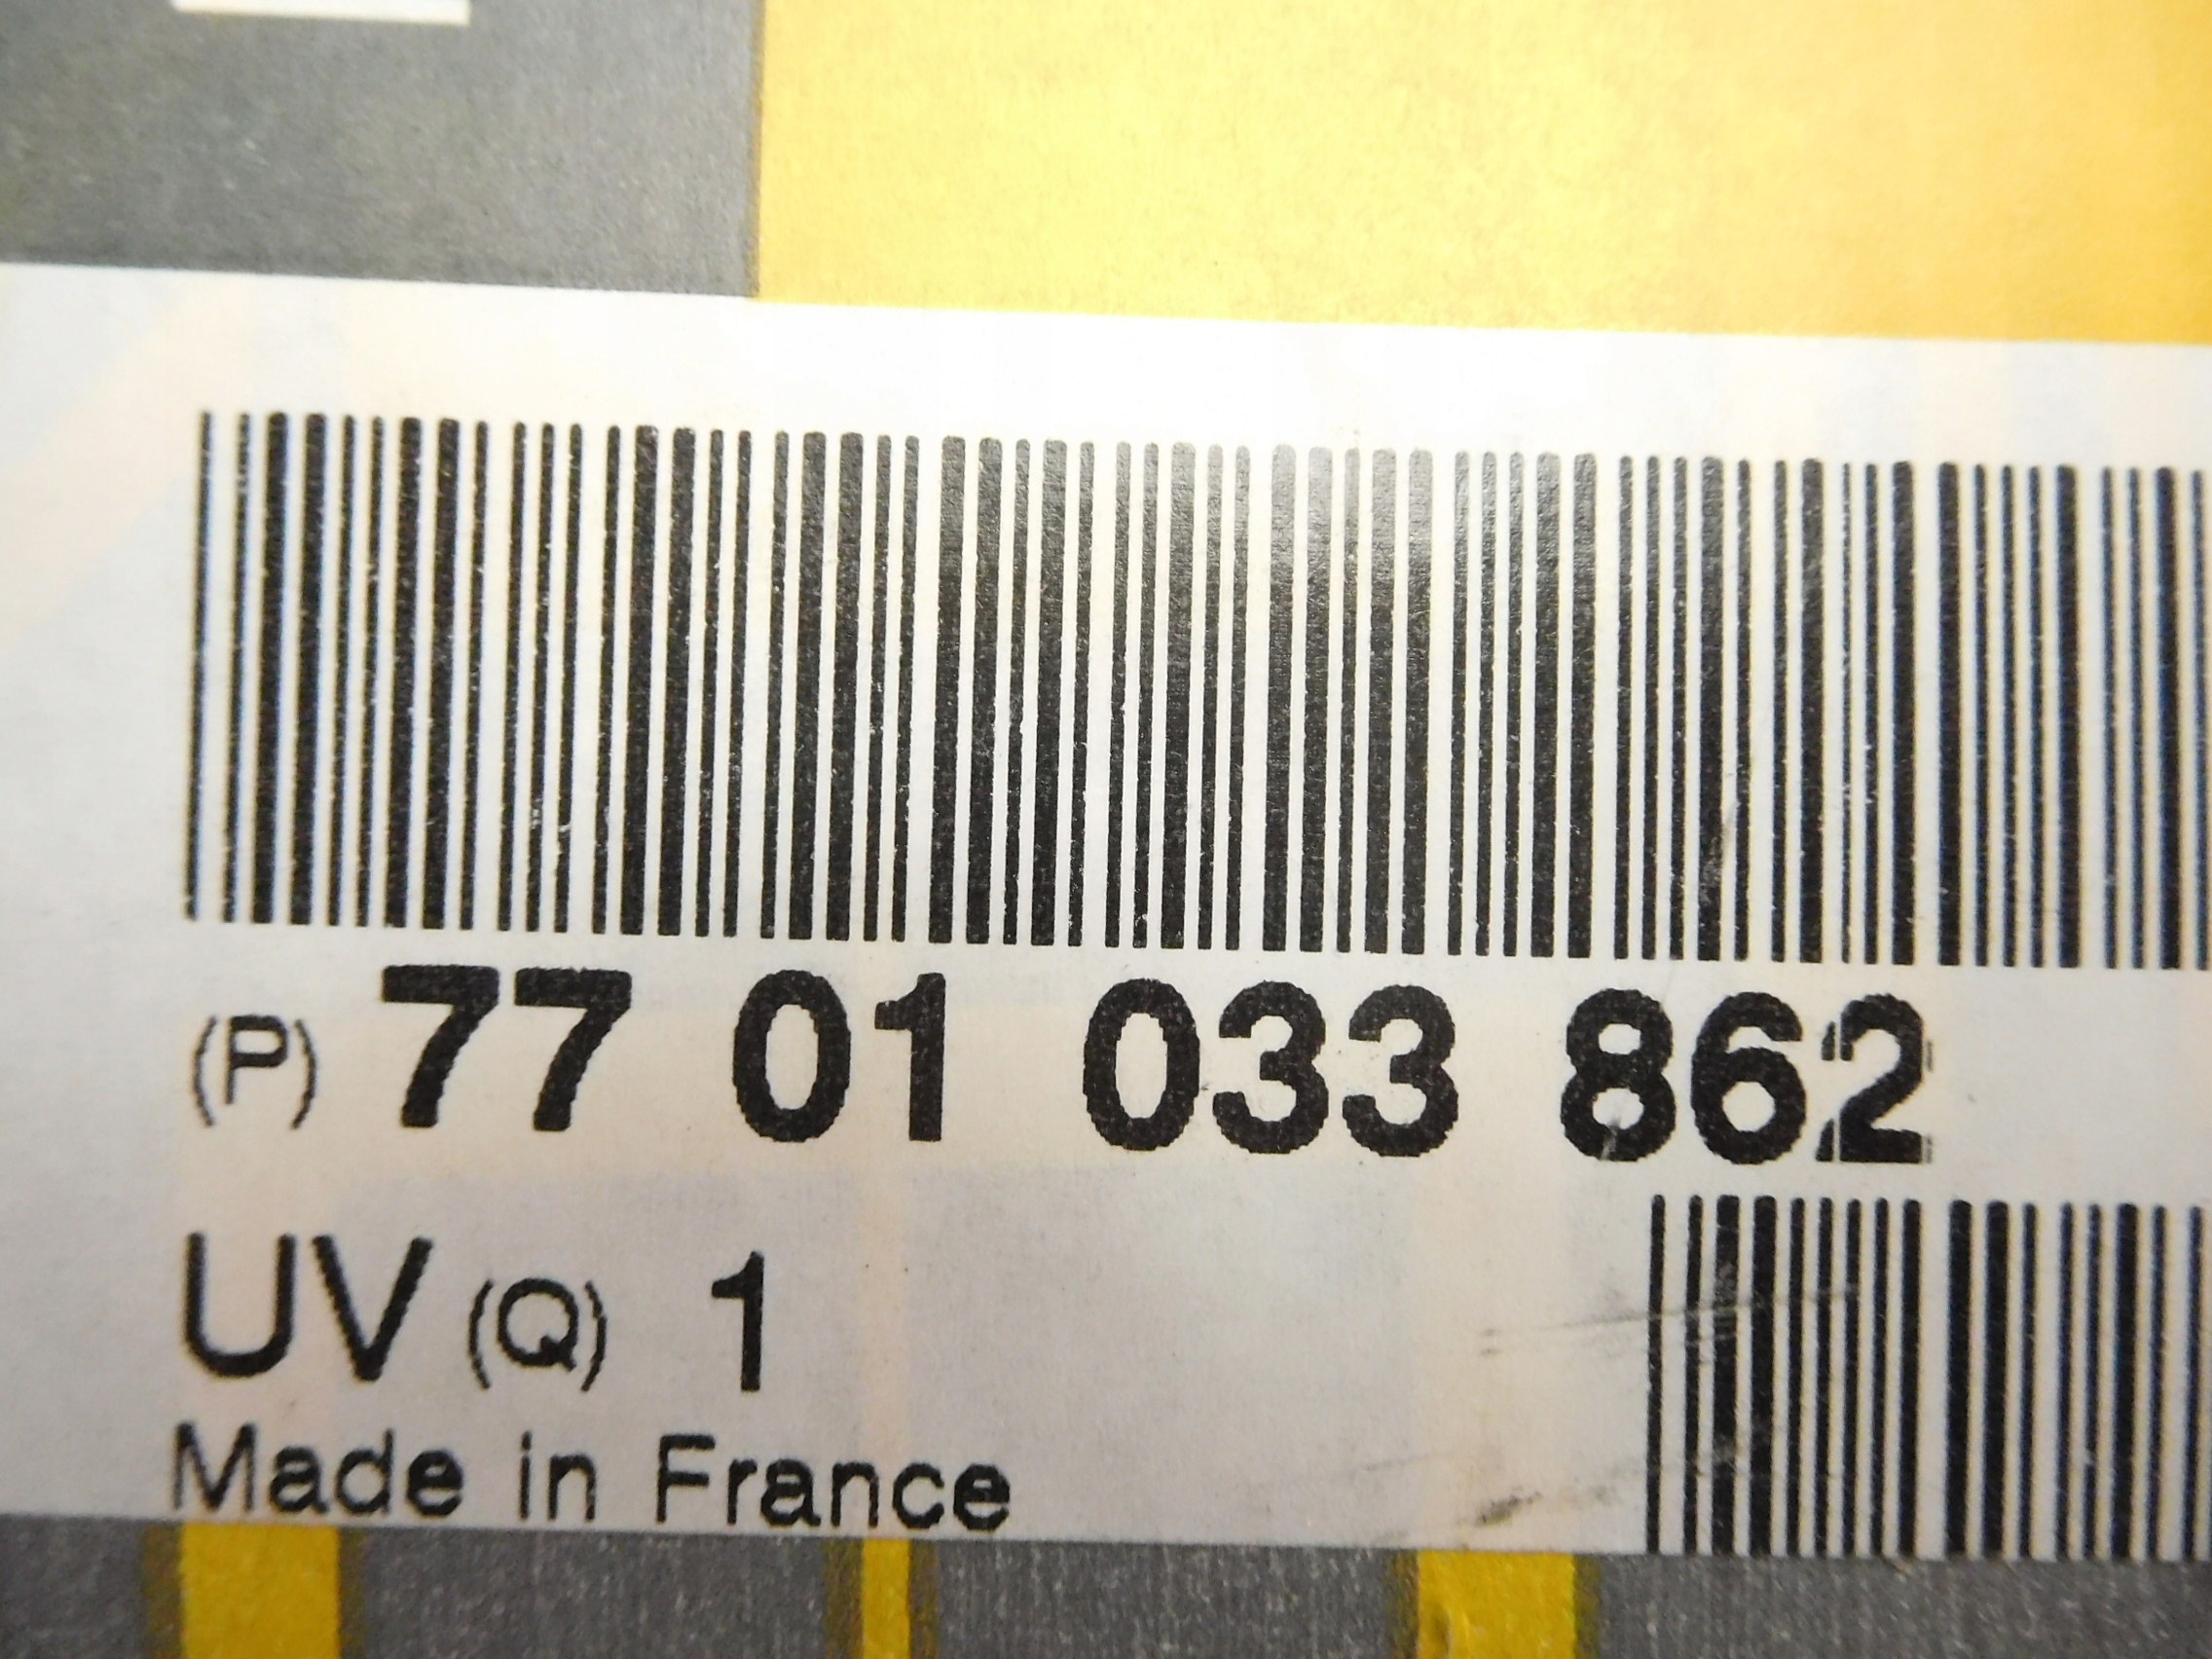 (P) 77 01 033 862
UV (Q) 1
Made in France